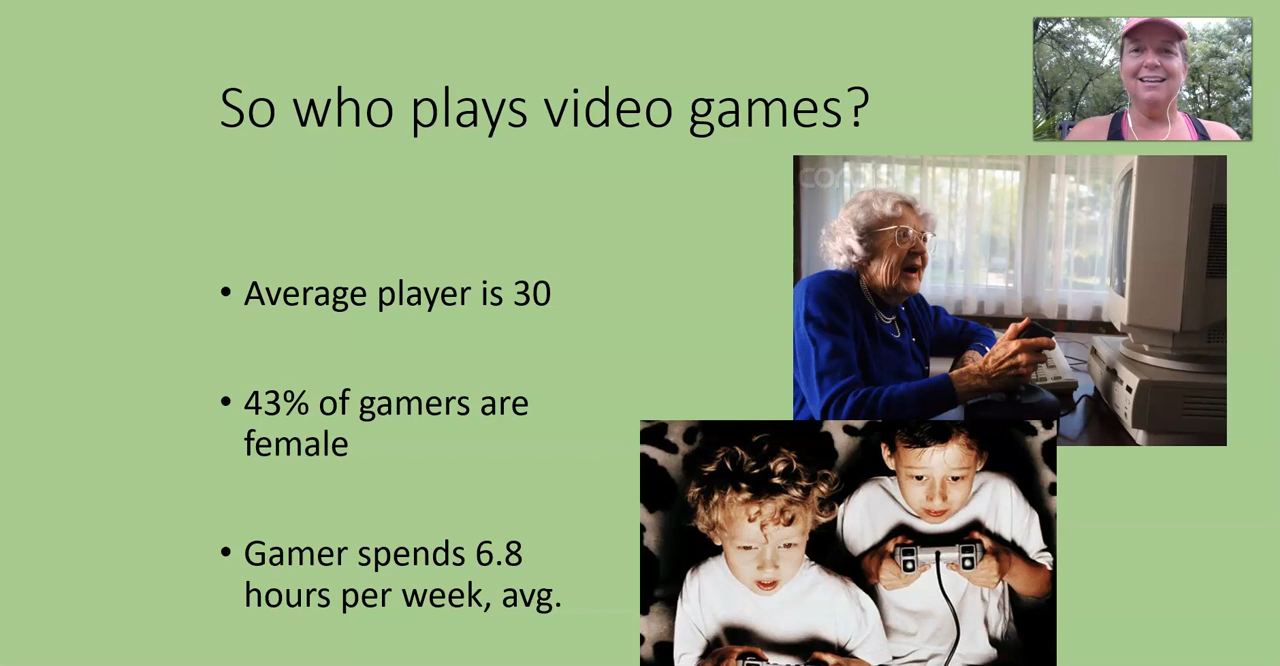 So who plays video games?
• Average player is 30
• 43% of gamers are
female
• Gamer spends 6.8
hours per week, avg.